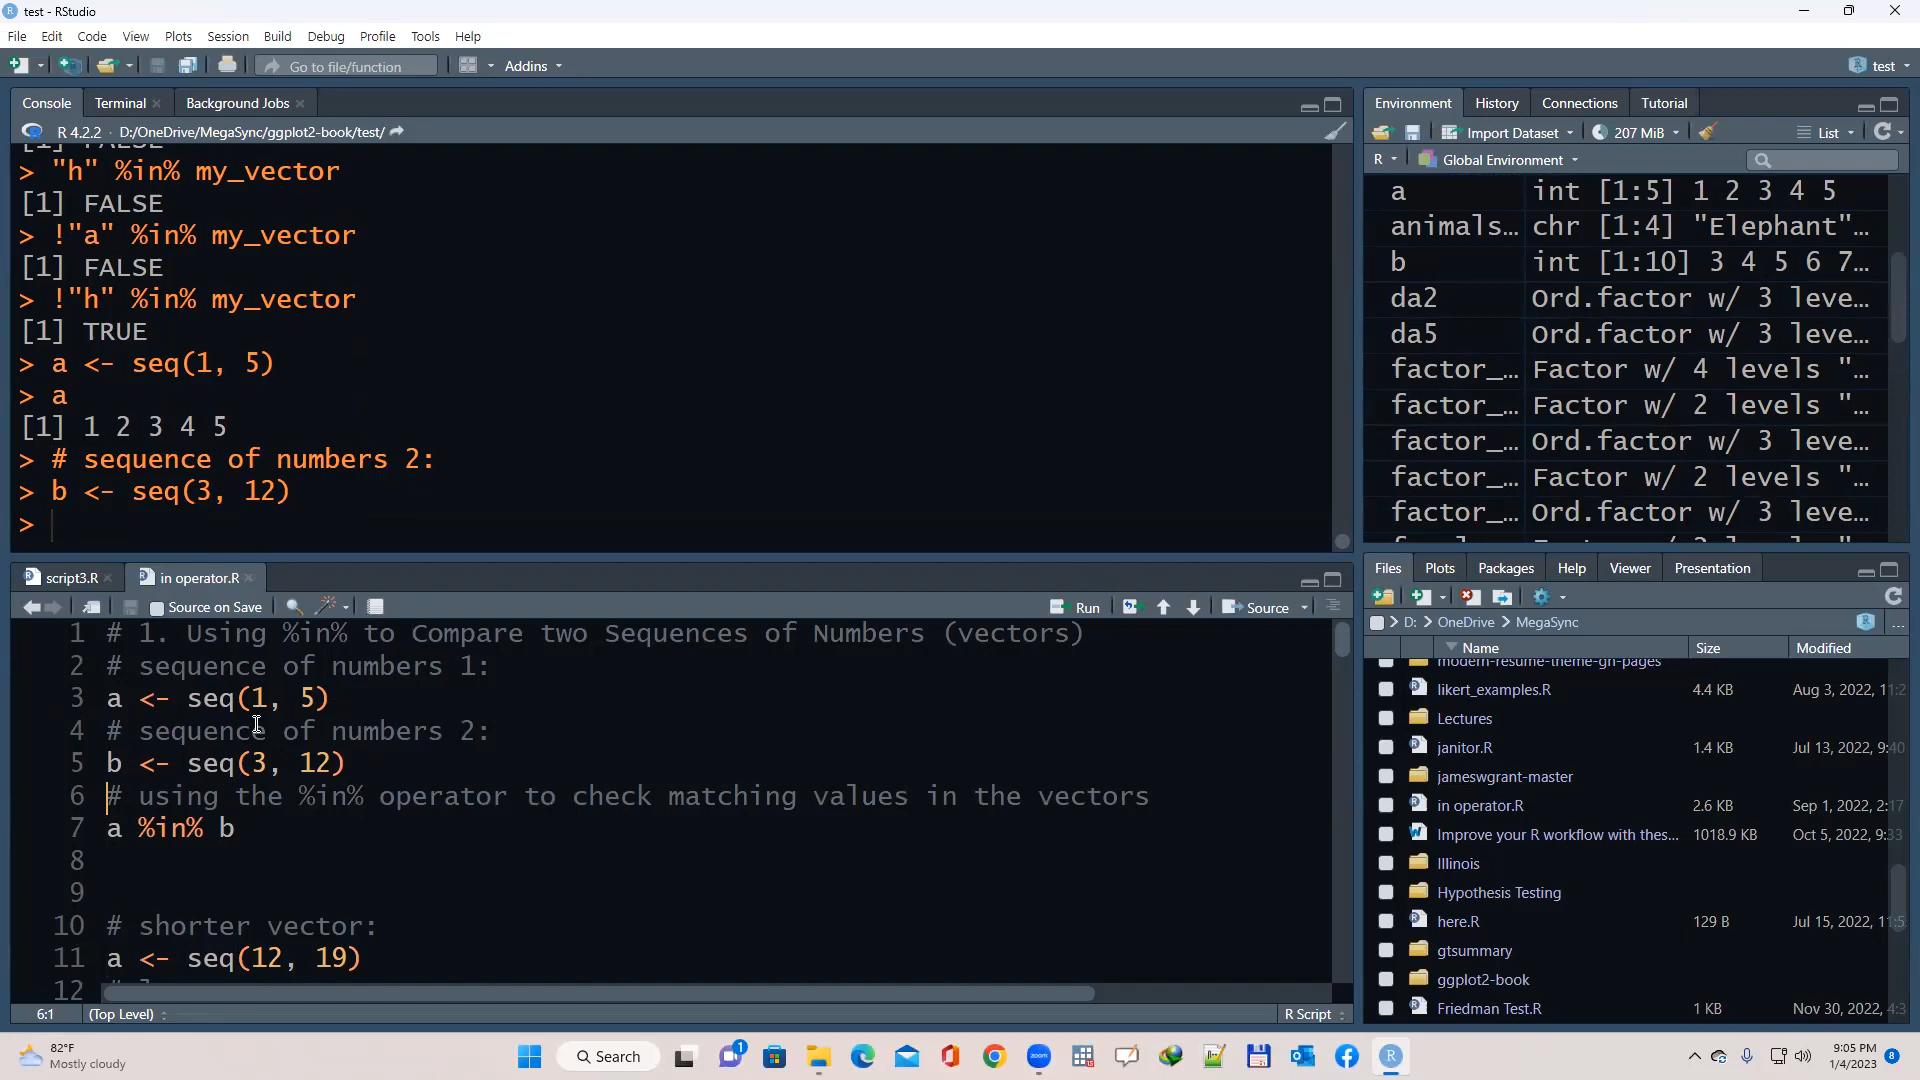 test - RStudio
File Edit Code View Plots Session Build Debug Profile Tools Help
Go to file/function Addins test
Console Terminal Background Jobs
R 4.2.2 · D:/OneDrive/MegaSync/ggplot2-book/test/
[1] FALSE
> "h" %in% my_vector
[1] FALSE
> !"a" %in% my_vector
[1] FALSE
> !"h" %in% my_vector
[1] TRUE
> a <- seq(1, 5)
> a
[1] 1 2 3 4 5
> # sequence of numbers 2:
> b <- seq(3, 12)
>
Environment History Connections Tutorial
Import Dataset 207 MiB List
R Global Environment
a int [1:5] 1 2 3 4 5
animals… chr [1:4] "Elephant"…
b int [1:10] 3 4 5 6 7…
da2 Ord.factor w/ 3 leve…
da5 Ord.factor w/ 3 leve…
factor_… Factor w/ 4 levels "…
factor_… Factor w/ 2 levels "…
factor_… Ord.factor w/ 3 leve…
factor_… Factor w/ 2 levels "…
factor_… Ord.factor w/ 3 leve…
script3.R in operator.R
Source on Save Run Source
1 # 1. Using %in% to Compare two Sequences of Numbers (vectors)
2 # sequence of numbers 1:
3 a <- seq(1, 5)
4 # sequence of numbers 2:
5 b <- seq(3, 12)
6 # using the %in% operator to check matching values in the vectors
7 a %in% b
8
9
10 # shorter vector:
11 a <- seq(12, 19)
12
6:1 (Top Level) R Script
Files Plots Packages Help Viewer Presentation
D: OneDrive MegaSync ...
Name Size Modified
modern-resume-theme-gh-pages
likert_examples.R 4.4 KB Aug 3, 2022, 11:2
Lectures
janitor.R 1.4 KB Jul 13, 2022, 9:40
jameswgrant-master
in operator.R 2.6 KB Sep 1, 2022, 2:17
Improve your R workflow with thes... 1018.9 KB Oct 5, 2022, 9:33
Illinois
Hypothesis Testing
here.R 129 B Jul 15, 2022, 11:5
gtsummary
ggplot2-book
Friedman Test.R 1 KB Nov 30, 2022, 4:3
82°F
Mostly cloudy
Search
1
zoom
9:05 PM
1/4/2023
8